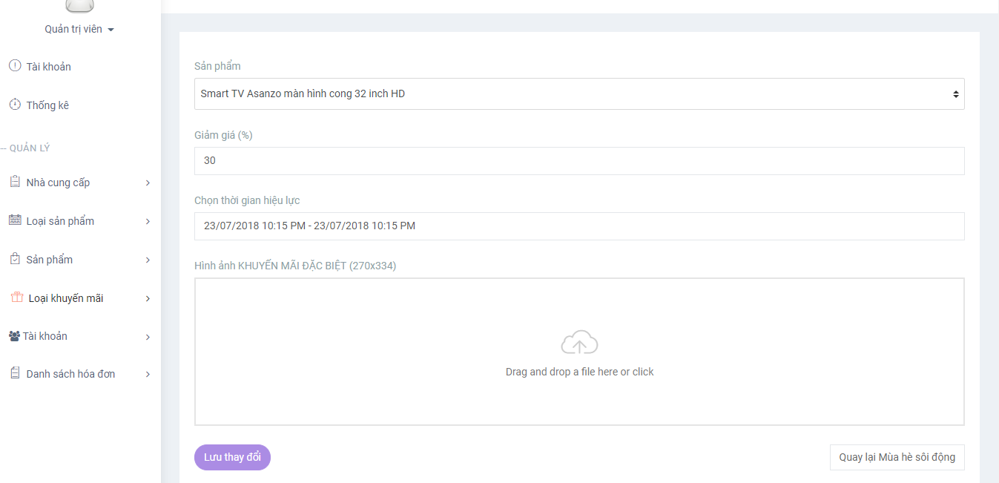 Quản trị viên
Tài khoản
Thống kê
-- QUẢN LÝ
Nhà cung cấp
Loại sản phẩm
Sản phẩm
Loại khuyến mãi
Tài khoản
Danh sách hóa đơn
Sản phẩm
Smart TV Asanzo màn hình cong 32 inch HD
Giảm giá (%)
30
Chọn thời gian hiệu lực
23/07/2018 10:15 PM - 23/07/2018 10:15 PM
Hình ảnh KHUYẾN MÃI ĐẶC BIỆT (270x334)
Drag and drop a file here or click
Lưu thay đổi
Quay lại Mùa hè sôi động